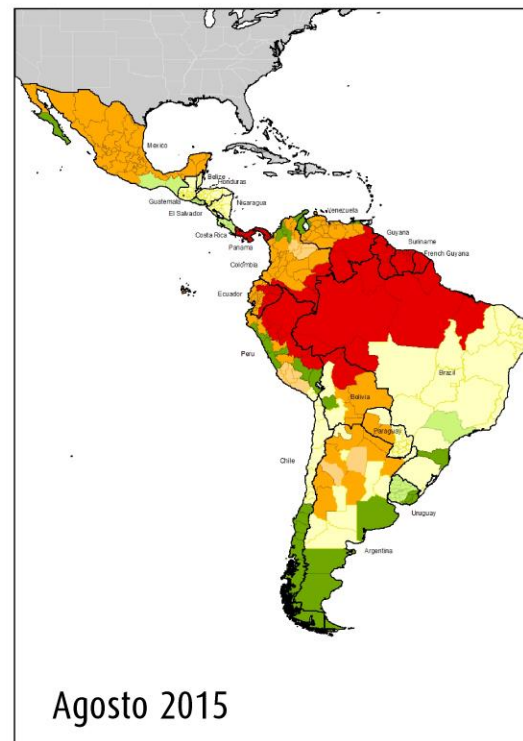 Mexico
Belize
Honduras
Guatemala
Nicaragua
El Salvador
Costa Rica
Panama
Venezuela
Guyana
Suriname
French Guyana
Colombia
Ecuador
Peru
Brazil
Bolivia
Paraguay
Chile
Uruguay
Argentina
Agosto 2015